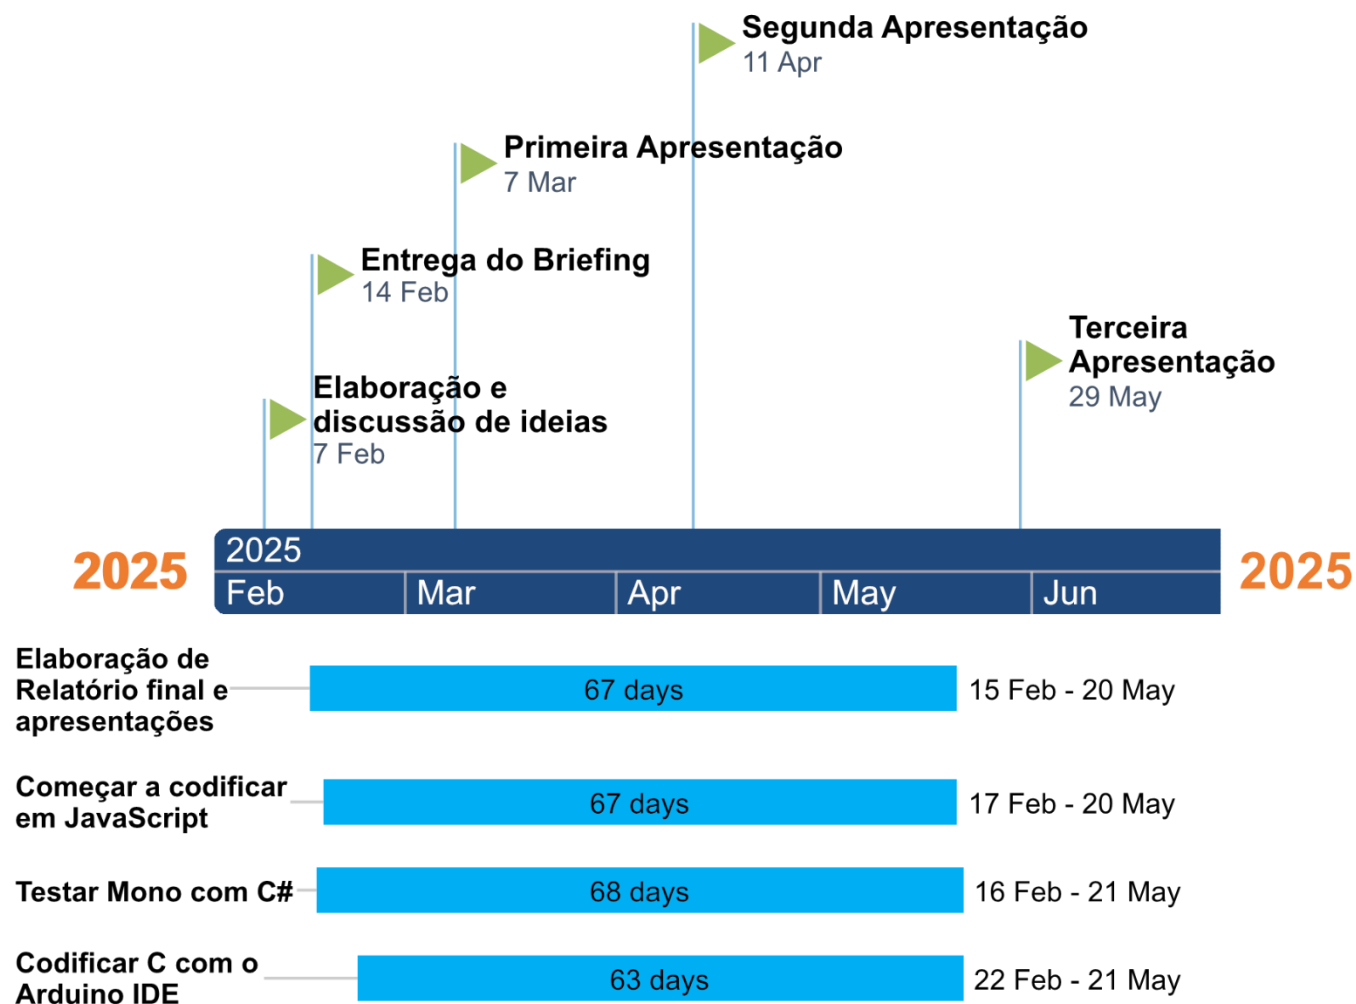 Segunda Apresentação
11 Apr
Primeira Apresentação
7 Mar
Entrega do Briefing
14 Feb
Terceira
Apresentação
29 May
Elaboração e
discussão de ideias
7 Feb
2025
2025
2025
Feb
Mar
Apr
May
Jun
Elaboração de
Relatório final e
apresentações
67 days
15 Feb - 20 May
Começar a codificar
em JavaScript
67 days
17 Feb - 20 May
Testar Mono com C#
68 days
16 Feb - 21 May
Codificar C com o
Arduino IDE
63 days
22 Feb - 21 May